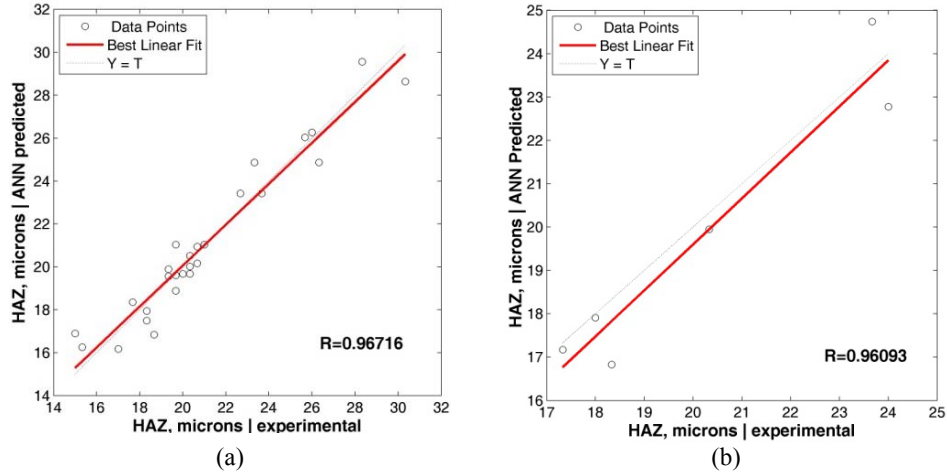 Data Points
Best Linear Fit
Y = T
HAZ, microns | ANN predicted
32
30
28
26
24
22
20
18
16
14
R=0.96716
14 16 18 20 22 24 26 28 30 32
HAZ, microns | experimental
(a)
Data Points
Best Linear Fit
Y = T
HAZ, microns | ANN Predicted
25
24
23
22
21
20
19
18
17
16
R=0.96093
17 18 19 20 21 22 23 24 25
HAZ, microns | experimental
(b)